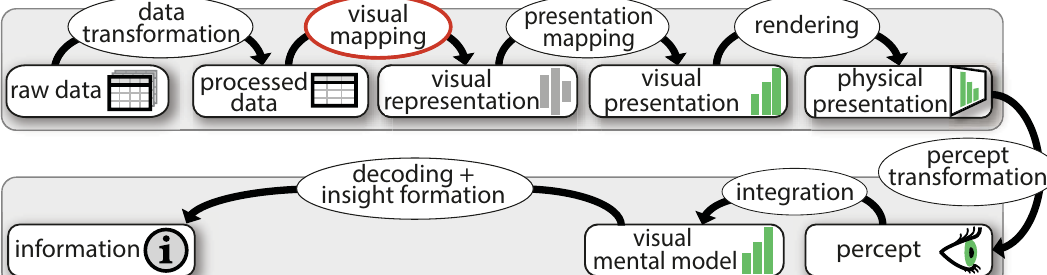 data
transformation
visual
mapping
presentation
mapping
rendering
raw data
processed
data
visual
representation
visual
presentation
physical
presentation
percept
transformation
decoding +
insight formation
integration
information
i
visual
mental model
percept